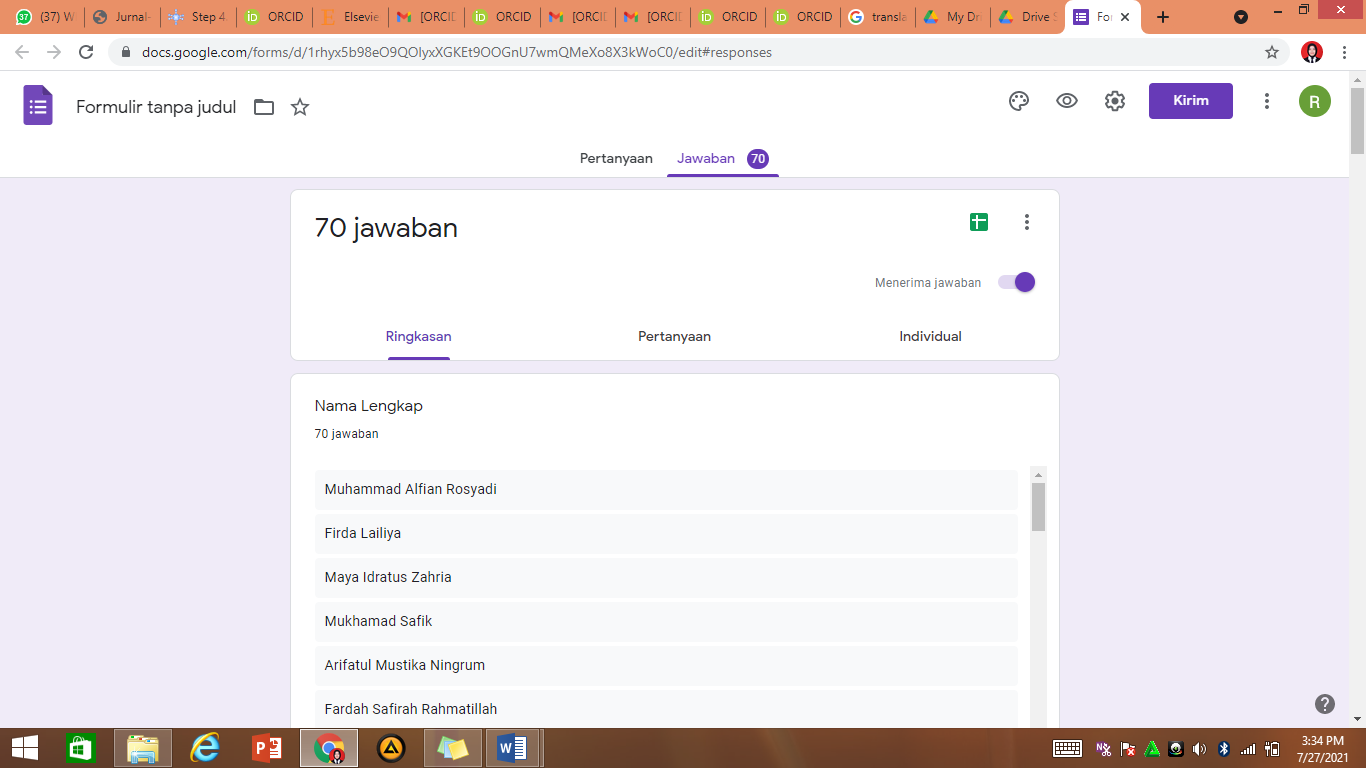 (37) W Jurnal- Step 4. ORCID Elsevie [ORCID ORCID [ORCID [ORCID ORCID ORCID transla My Dri Drive S For
docs.google.com/forms/d/1rhyx5b98eO9QOlyxXGKEt9OOGnU7wmQMeXo8X3kWoC0/edit#responses
Formulir tanpa judul Kirim R
Pertanyaan Jawaban 70
70 jawaban
Menerima jawaban
Ringkasan Pertanyaan Individual
Nama Lengkap
70 jawaban
Muhammad Alfian Rosyadi
Firda Lailiya
Maya Idratus Zahria
Mukhamad Safik
Arifatul Mustika Ningrum
Fardah Safirah Rahmatillah
3:34 PM
7/27/2021